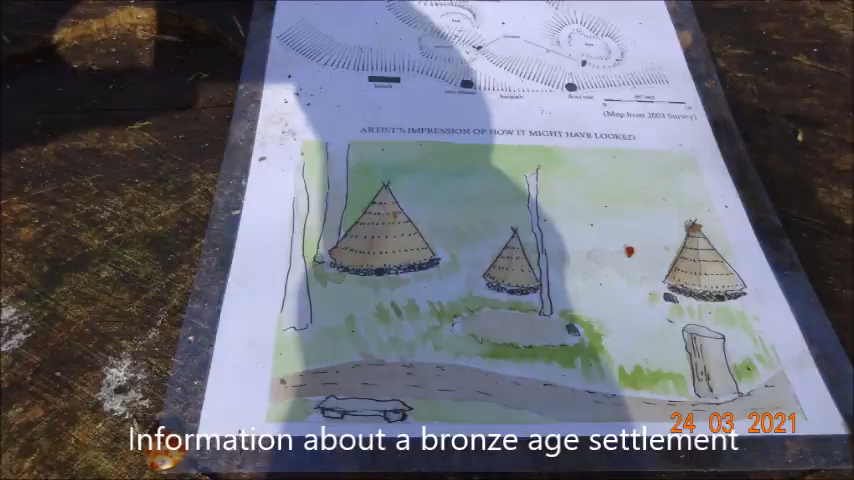 (Map from 2003 Survey)
ARTIST'S IMPRESSION OF HOW IT MIGHT HAVE LOOKED
24 03 2021
Information about a bronze age settlement